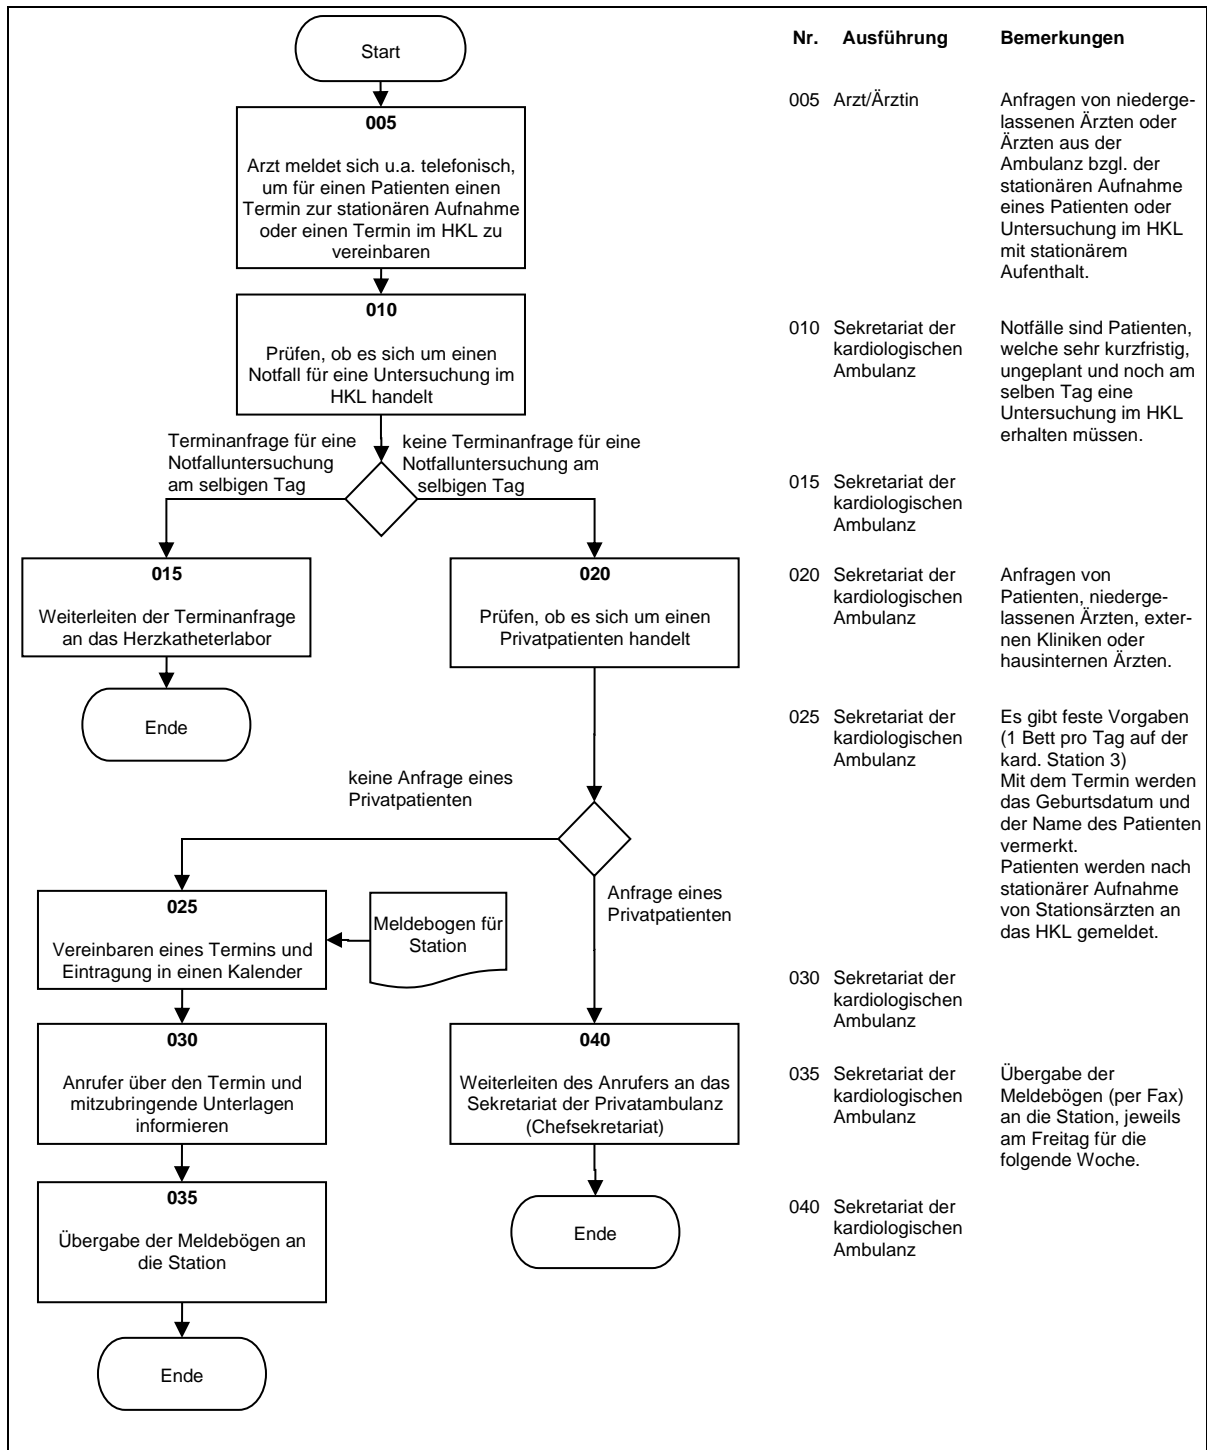 Start
005
Arzt meldet sich u.a. telefonisch,
um für einen Patienten einen
Termin zur stationären Aufnahme
oder einen Termin im HKL zu
vereinbaren
010
Prüfen, ob es sich um einen
Notfall für eine Untersuchung im
HKL handelt
Terminanfrage für eine
Notfalluntersuchung
am selbigen Tag
keine Terminanfrage für eine
Notfalluntersuchung am
selbigen Tag
015
Weiterleiten der Terminanfrage
an das Herzkatheterlabor
Ende
020
Prüfen, ob es sich um einen
Privatpatienten handelt
keine Anfrage eines
Privatpatienten
Anfrage eines
Privatpatienten
025
Vereinbaren eines Termins und
Eintragung in einen Kalender
Meldebogen für
Station
030
Anrufer über den Termin und
mitzubringende Unterlagen
informieren
035
Übergabe der Meldebögen an
die Station
Ende
040
Weiterleiten des Anrufers an das
Sekretariat der Privatambulanz
(Chefsekretariat)
Ende
Nr. Ausführung Bemerkungen
005 Arzt/Ärztin
Anfragen von niederge-
lassenen Ärzten oder
Ärzten aus der
Ambulanz bzgl. der
stationären Aufnahme
eines Patienten oder
Untersuchung im HKL
mit stationärem
Aufenthalt.
010 Sekretariat der
kardiologischen
Ambulanz
Notfälle sind Patienten,
welche sehr kurzfristig,
ungeplant und noch am
selben Tag eine
Untersuchung im HKL
erhalten müssen.
015 Sekretariat der
kardiologischen
Ambulanz
020 Sekretariat der
kardiologischen
Ambulanz
Anfragen von
Patienten, niederge-
lassenen Ärzten, exter-
nen Kliniken oder
hausinternen Ärzten.
025 Sekretariat der
kardiologischen
Ambulanz
Es gibt feste Vorgaben
(1 Bett pro Tag auf der
kard. Station 3)
Mit dem Termin werden
das Geburtsdatum und
der Name des Patienten
vermerkt.
Patienten werden nach
stationärer Aufnahme
von Stationsärzten an
das HKL gemeldet.
030 Sekretariat der
kardiologischen
Ambulanz
035 Sekretariat der
kardiologischen
Ambulanz
Übergabe der
Meldebögen (per Fax)
an die Station, jeweils
am Freitag für die
folgende Woche.
040 Sekretariat der
kardiologischen
Ambulanz